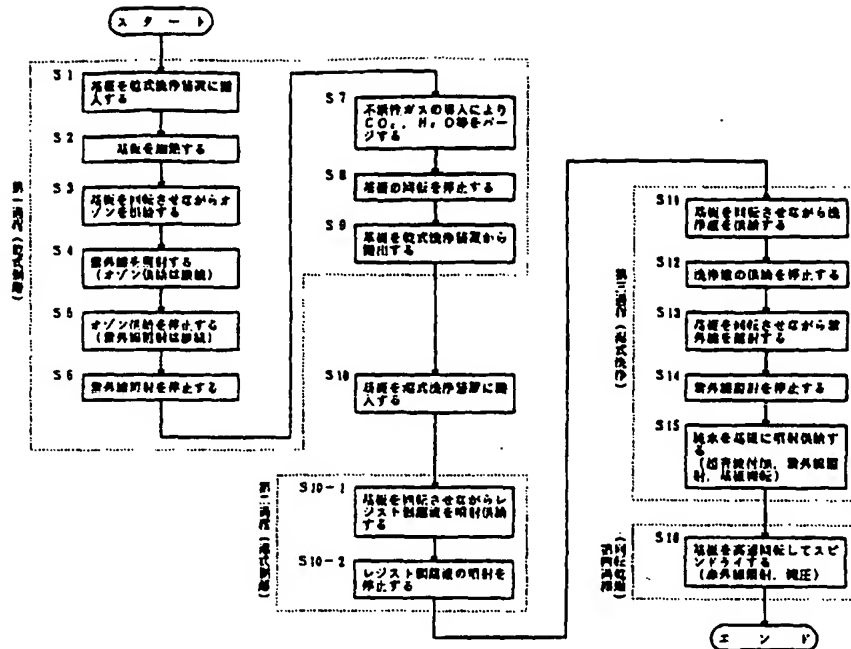 スタート
S1
基板を乾式洗浄装置に搬
入する
S2
基板を加熱する
S3
基板を回転させながらオ
ゾンを供給する
S4
紫外線を照射する
(オゾン供給は継続)
S5
オゾン供給を停止する
(紫外線照射は継続)
S6
紫外線照射を停止する
S7
不活性ガスの導入により
CO₂, H₂O等をパー
ジする
S8
基板の回転を停止する
S9
基板を乾式洗浄装置から
搬出する
S10
基板を湿式洗浄装置に搬
入する
S10-1
基板を回転させながらレ
ジスト剥離液を噴射供給
する
S10-2
レジスト剥離液の噴射を
停止する
S11
基板を回転させながら洗
浄液を供給する
S12
洗浄液の供給を停止する
S13
基板を回転させながら紫
外線を照射する
S14
紫外線照射を停止する
S15
純水を基板に噴射供給す
る
(超音波付加, 紫外線照
射, 基板回転)
S16
基板を高速回転してスピ
ンドライする
(赤外線照射, 減圧)
エンド